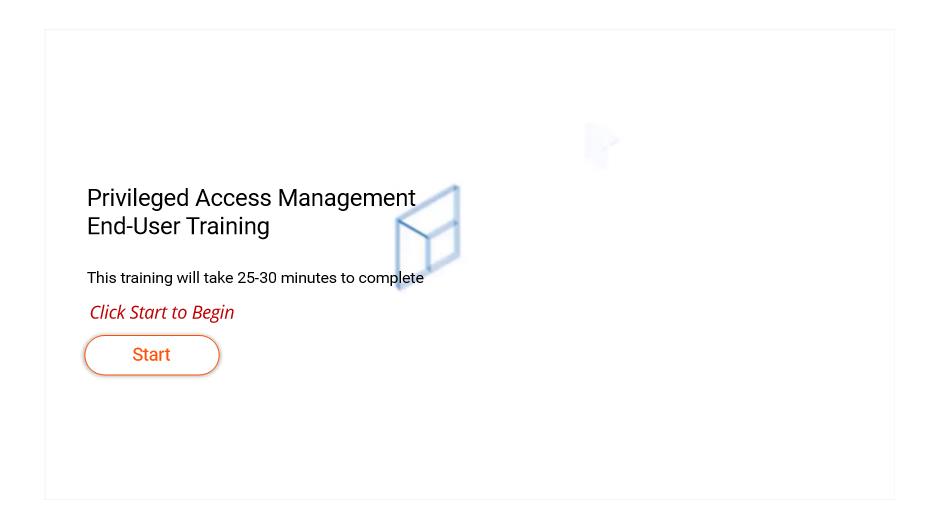 Privileged Access Management
End-User Training
This training will take 25-30 minutes to complete
Click Start to Begin
Start